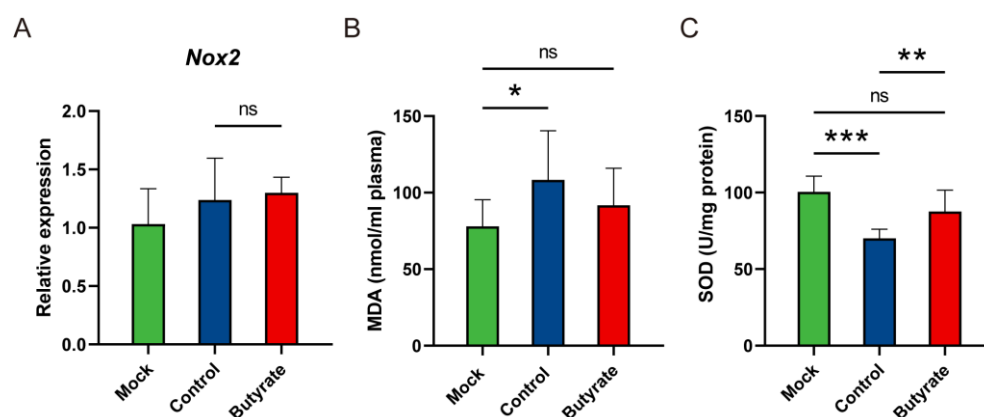 A
Nox2
Relative expression
2.0
1.5
1.0
0.5
0.0
ns
Mock
Control
Butyrate
B
MDA (nmol/ml plasma)
150
100
50
0
ns
*
Mock
Control
Butyrate
C
SOD (U/mg protein)
150
100
50
0
**
ns
***
Mock
Control
Butyrate